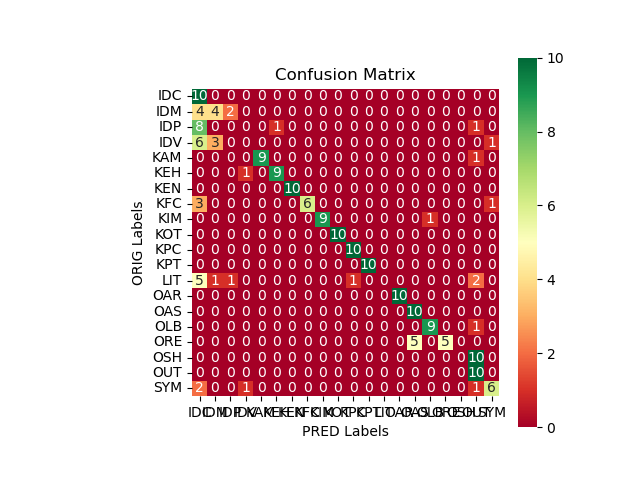 Confusion Matrix
IDC 10 0 0 0 0 0 0 0 0 0 0 0 0 0 0 0 0 0 0 0
IDM 4 4 2 0 0 0 0 0 0 0 0 0 0 0 0 0 0 0 0 0
IDP 8 0 0 0 0 1 0 0 0 0 0 0 0 0 0 0 0 0 1 0
IDV 6 3 0 0 0 0 0 0 0 0 0 0 0 0 0 0 0 0 0 1
KAM 0 0 0 0 9 0 0 0 0 0 0 0 0 0 0 0 0 0 1 0
KEH 0 0 0 1 0 9 0 0 0 0 0 0 0 0 0 0 0 0 0 0
KEN 0 0 0 0 0 0 10 0 0 0 0 0 0 0 0 0 0 0 0 0
KFC 3 0 0 0 0 0 0 6 0 0 0 0 0 0 0 0 0 0 0 1
KIM 0 0 0 0 0 0 0 0 9 0 0 0 0 0 0 1 0 0 0 0
KOT 0 0 0 0 0 0 0 0 0 10 0 0 0 0 0 0 0 0 0 0
KPC 0 0 0 0 0 0 0 0 0 0 10 0 0 0 0 0 0 0 0 0
KPT 0 0 0 0 0 0 0 0 0 0 0 10 0 0 0 0 0 0 0 0
LIT 5 1 1 0 0 0 0 0 0 0 1 0 0 0 0 0 0 0 2 0
OAR 0 0 0 0 0 0 0 0 0 0 0 0 0 10 0 0 0 0 0 0
OAS 0 0 0 0 0 0 0 0 0 0 0 0 0 0 10 0 0 0 0 0
OLB 0 0 0 0 0 0 0 0 0 0 0 0 0 0 0 9 0 0 1 0
ORE 0 0 0 0 0 0 0 0 0 0 0 0 0 0 5 0 5 0 0 0
OSH 0 0 0 0 0 0 0 0 0 0 0 0 0 0 0 0 0 0 10 0
OUT 0 0 0 0 0 0 0 0 0 0 0 0 0 0 0 0 0 0 10 0
SYM 2 0 0 1 0 0 0 0 0 0 0 0 0 0 0 0 0 0 1 6
ORIG Labels
IDC IDM IDP IDV KAM KEH KEN KFC KIM KOT KPC KPT LIT OAR OAS OLB ORE OSH OUT SYM
PRED Labels
10
8
6
4
2
0